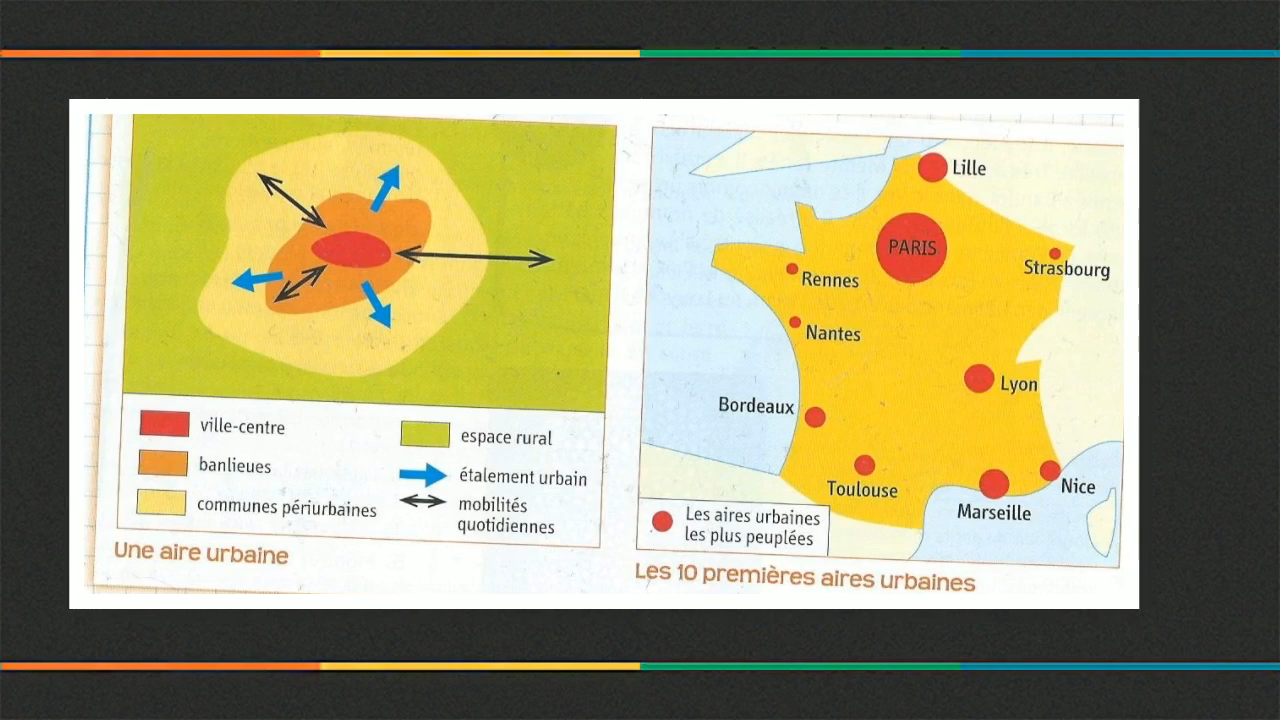 ville-centre
banlieues
communes périurbaines
espace rural
étalement urbain
mobilités
quotidiennes
Une aire urbaine
Lille
PARIS
Strasbourg
Rennes
Nantes
Lyon
Bordeaux
Toulouse
Nice
Marseille
Les aires urbaines
les plus peuplées
Les 10 premières aires urbaines